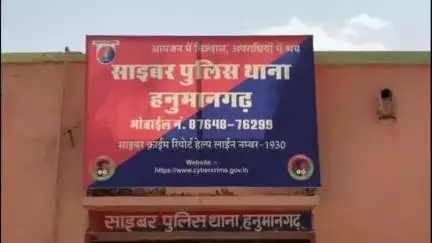 आमजन में विश्वास, अपराधियों में भय
साइबर पुलिस थाना
हनुमानगढ़
मोबाईल नं. 87648-76299
साइबर क्राईम रिपोर्ट हेल्प लाईन नम्बर-1930
Website :-
https://www.cybercrime.gov.in
साइबर पुलिस थाना, हनुमानगढ़